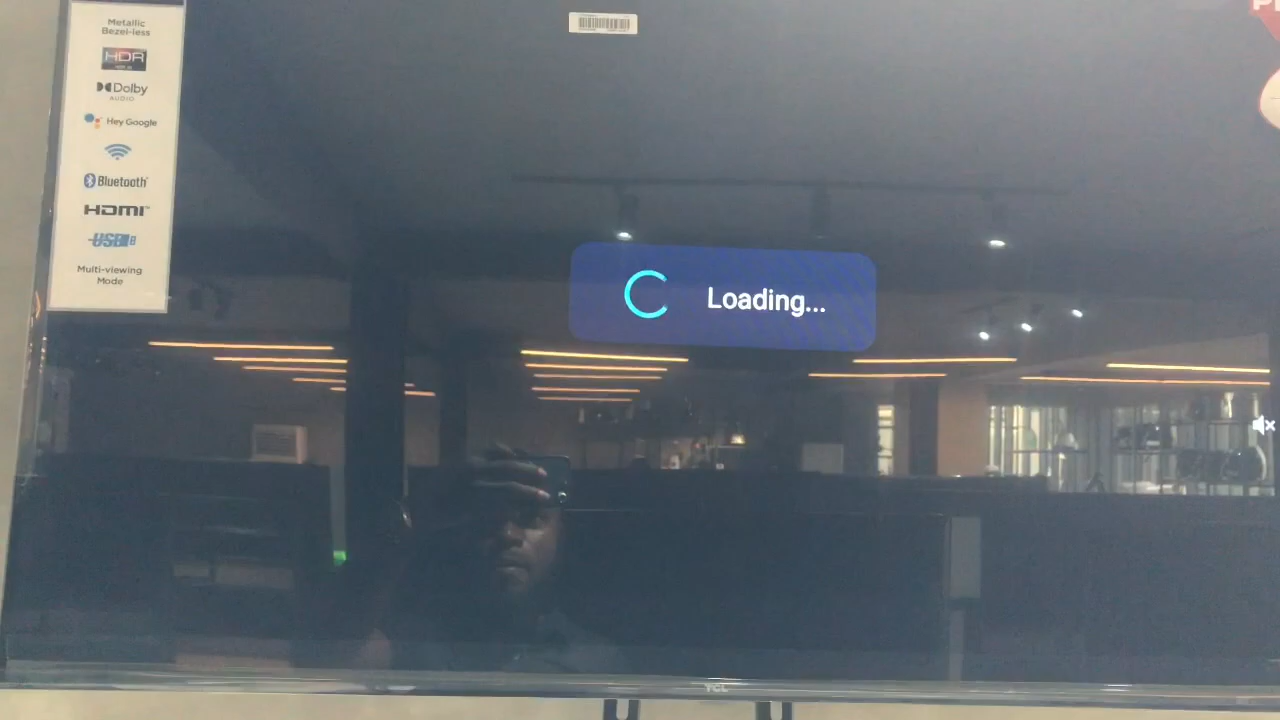 Metallic
Bezel-less
HDR
Dolby
AUDIO
Hey Google
Bluetooth
HDMI
USB
Multi-viewing
Mode
Loading...
TCL